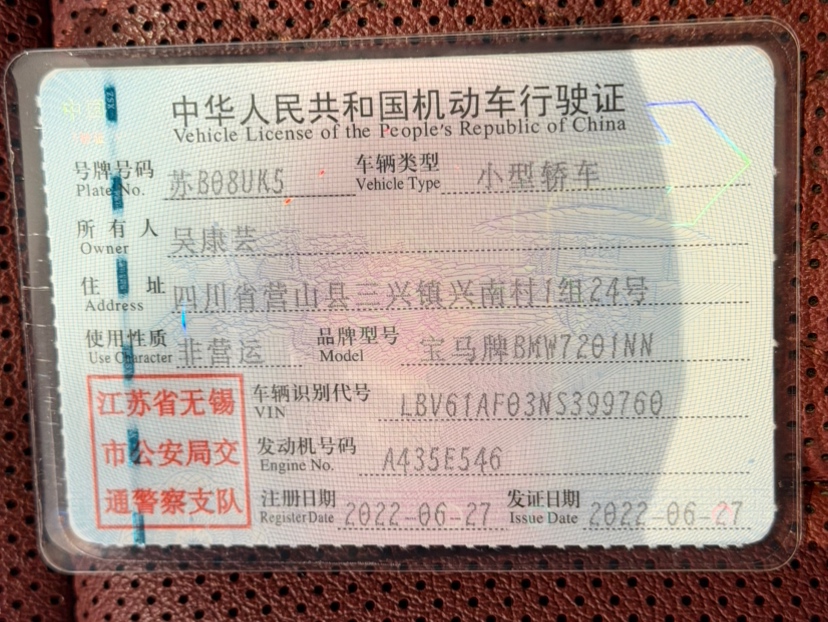 中华人民共和国机动车行驶证
Vehicle License of the People's Republic of China
号牌号码 苏B08UK5 车辆类型 小型轿车
Plate No. Vehicle Type
所有人 吴康芸
Owner
住址 四川省营山县三兴镇兴南村1组24号
Address
使用性质 非营运 品牌型号 宝马牌BMW7201NN
Use Character Model
江苏省无锡
市公安局交
通警察支队
车辆识别代号 LBV61AF03NS399760
VIN
发动机号码 A435E546
Engine No.
注册日期 2022-06-27 发证日期 2022-06-27
Register Date Issue Date